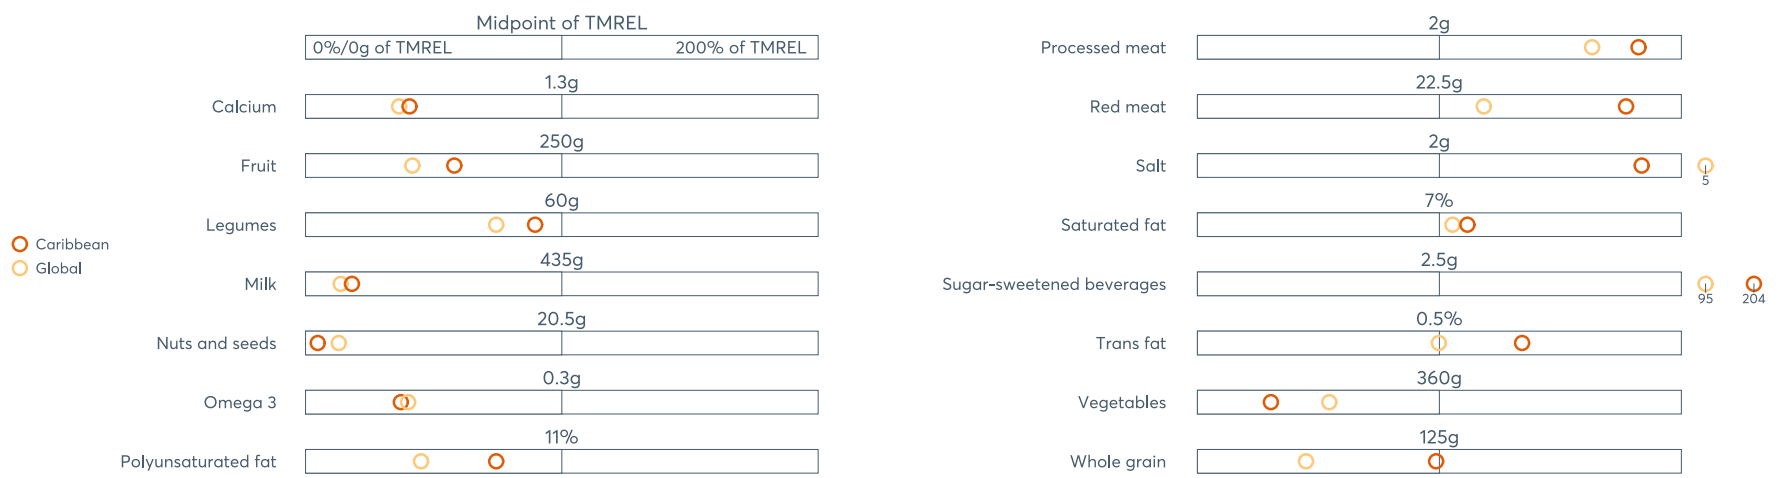 Midpoint of TMREL
0%/0g of TMREL 200% of TMREL
Calcium 1.3g
Fruit 250g
Legumes 60g
Milk 435g
Nuts and seeds 20.5g
Omega 3 0.3g
Polyunsaturated fat 11%
Caribbean
Global
Processed meat 2g
Red meat 22.5g
Salt 2g
5
Saturated fat 7%
Sugar-sweetened beverages 2.5g
95 204
Trans fat 0.5%
Vegetables 360g
Whole grain 125g